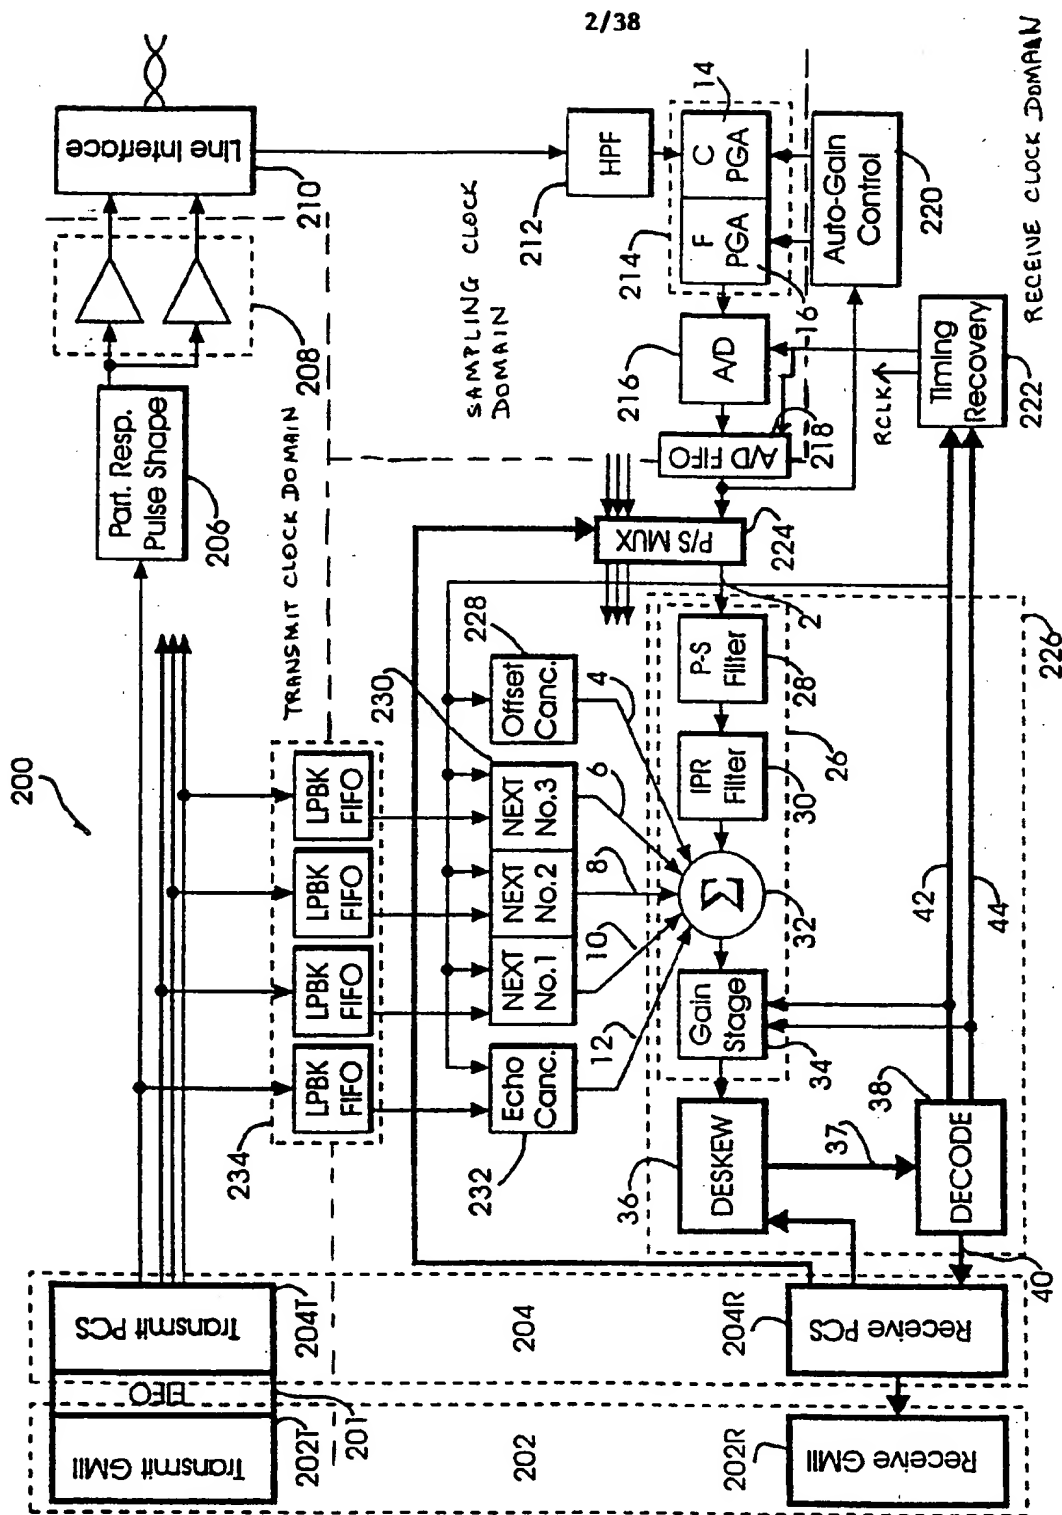 2/38
200
Line Interface
210
208
Part. Resp.
Pulse Shape
206
TRANSMIT CLOCK DOMAIN
SAMPLING CLOCK
DOMAIN
RECEIVE CLOCK DOMAIN
HPF
212
C
PGA
14
F
PGA
16
214
A/D
216
A/D FIFO
218
Auto-Gain
Control
220
Timing
Recovery
222
RCLK
P/S MUX
224
2
226
LPBK
FIFO
LPBK
FIFO
LPBK
FIFO
LPBK
FIFO
234
Offset
Canc.
228
230
NEXT
No.3
NEXT
No.2
NEXT
No.1
Echo
Canc.
232
4
6
8
10
12
P-S
Filter
28
IPR
Filter
30
26
Σ
32
Gain
Stage
34
DESKEW
36
37
DECODE
38
40
42
44
Transmit PCS
204T
FIFO
201
Transmit GMII
202T
204
202
Receive PCS
204R
Receive GMII
202R